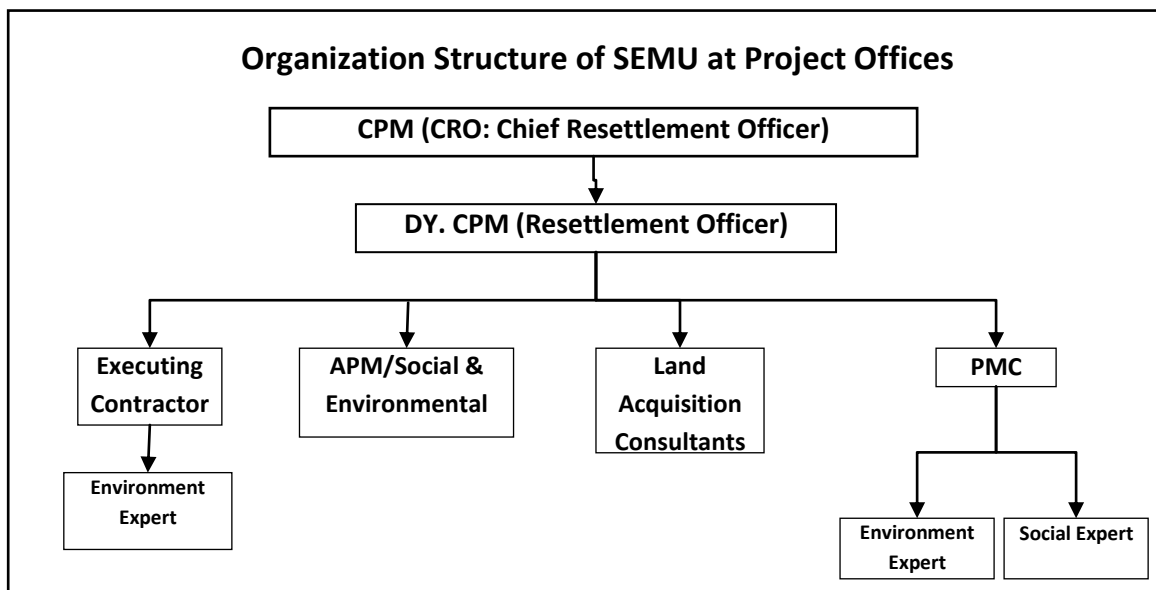 Organization Structure of SEMU at Project Offices
CPM (CRO: Chief Resettlement Officer)
DY. CPM (Resettlement Officer)
Executing
Contractor
APM/Social &
Environmental
Land
Acquisition
Consultants
PMC
Environment
Expert
Environment
Expert
Social Expert